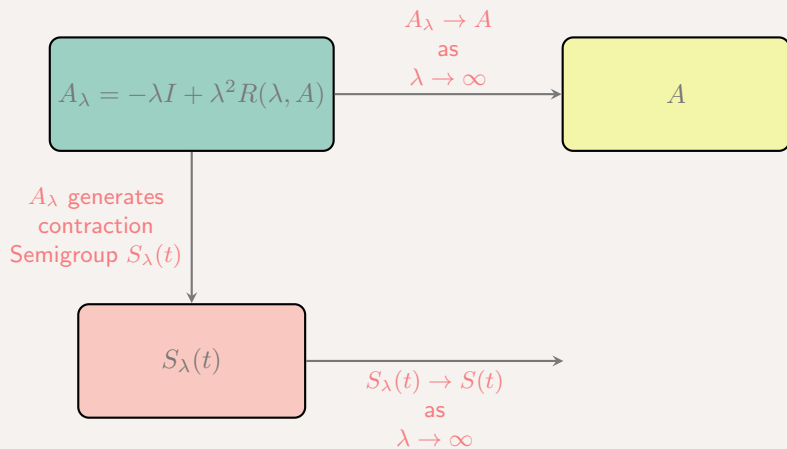 A_λ → A
as
λ → ∞
A_λ = −λI + λ²R(λ, A)
A
A_λ generates
contraction
Semigroup S_λ(t)
S_λ(t)
S_λ(t) → S(t)
as
λ → ∞